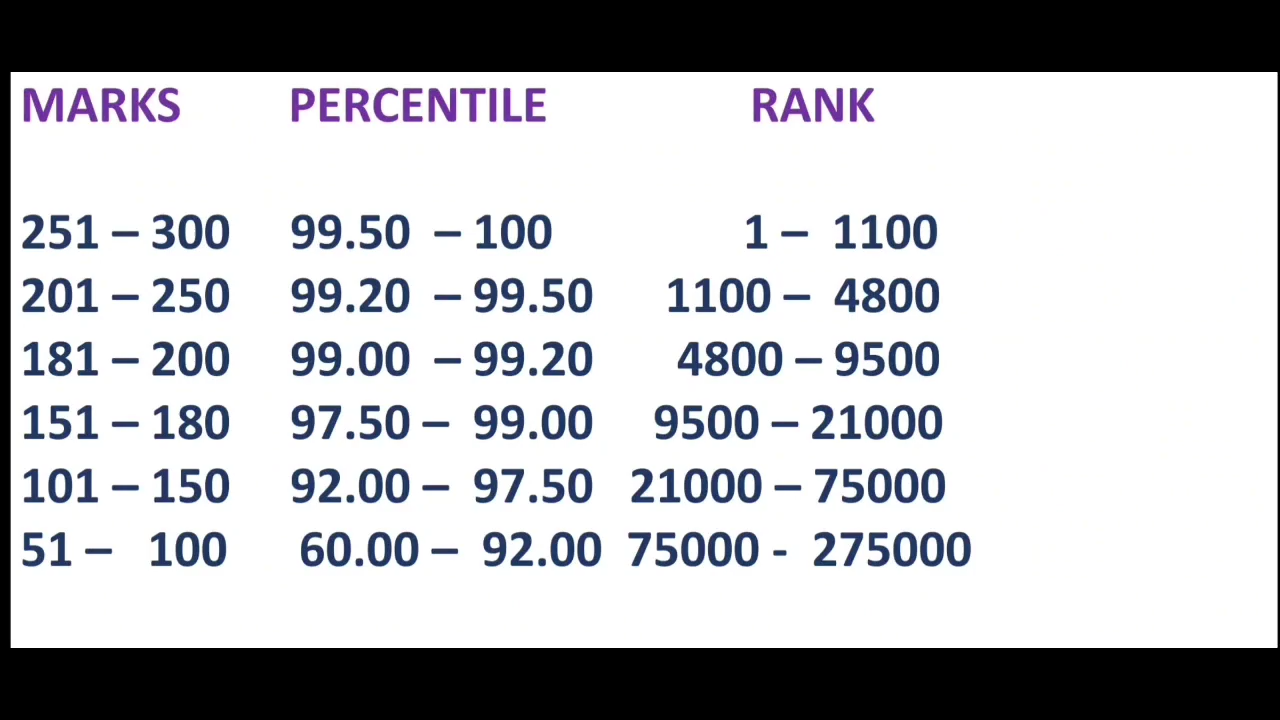 MARKS PERCENTILE RANK
251 – 300 99.50 – 100 1 – 1100
201 – 250 99.20 – 99.50 1100 – 4800
181 – 200 99.00 – 99.20 4800 – 9500
151 – 180 97.50 – 99.00 9500 – 21000
101 – 150 92.00 – 97.50 21000 – 75000
51 – 100 60.00 – 92.00 75000 - 275000